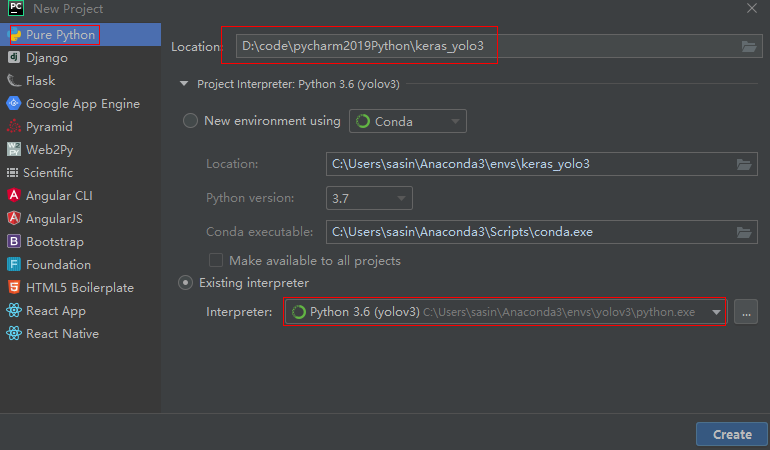 PC New Project
Pure Python
dj Django
Flask
Google App Engine
Pyramid
Web2Py
Scientific
Angular CLI
AngularJS
B Bootstrap
F Foundation
5 HTML5 Boilerplate
React App
React Native
Location: D:\code\pycharm2019Python\keras_yolo3
Project Interpreter: Python 3.6 (yolov3)
New environment using Conda
Location: C:\Users\sasin\Anaconda3\envs\keras_yolo3
Python version: 3.7
Conda executable: C:\Users\sasin\Anaconda3\Scripts\conda.exe
Make available to all projects
Existing interpreter
Interpreter: Python 3.6 (yolov3) C:\Users\sasin\Anaconda3\envs\yolov3\python.exe ...
Create